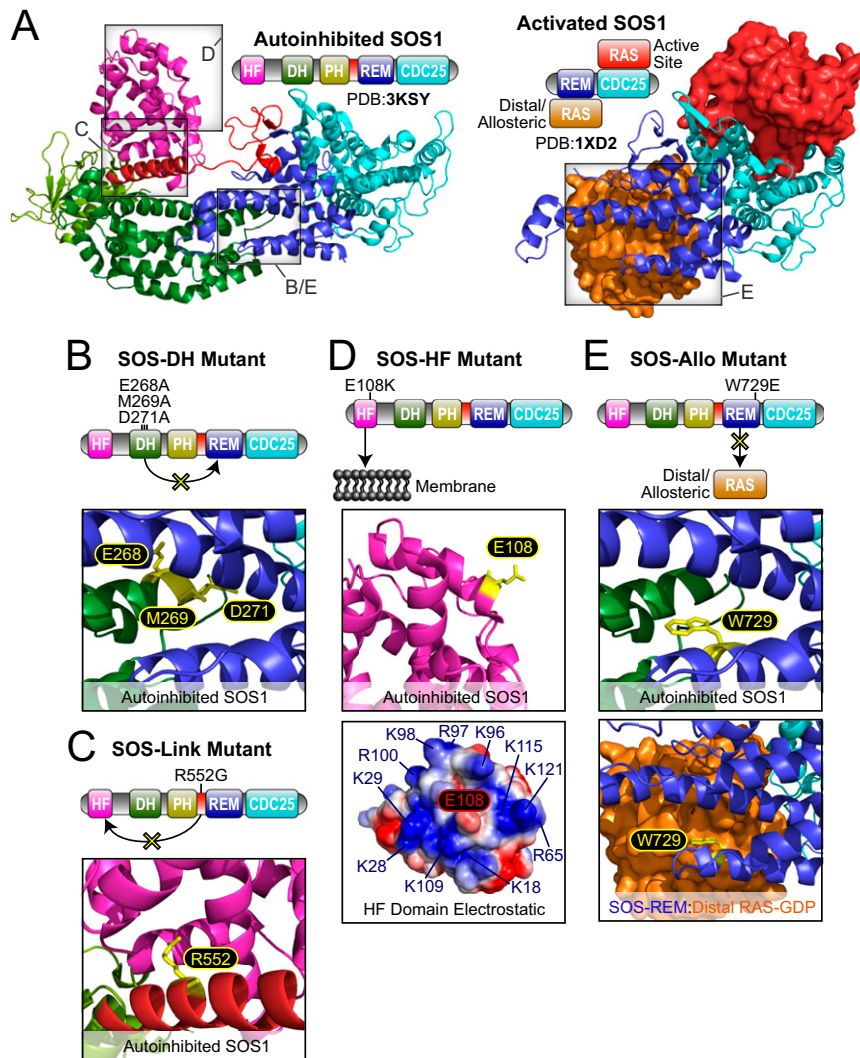 A
D
Autoinhibited SOS1
HF DH PH REM CDC25
PDB:3KSY
C
B/E
Activated SOS1
RAS Active
Site
REM CDC25
Distal/
Allosteric RAS
PDB:1XD2
E
B SOS-DH Mutant
E268A
M269A
D271A
HF DH PH REM CDC25
E268
M269
D271
Autoinhibited SOS1
C SOS-Link Mutant
R552G
HF DH PH REM CDC25
R552
Autoinhibited SOS1
D SOS-HF Mutant
E108K
HF DH PH REM CDC25
Membrane
E108
Autoinhibited SOS1
K98 R97 K96
R100 K115
K29 K121
E108
K28 R65
K109 K18
HF Domain Electrostatic
E SOS-Allo Mutant
W729E
HF DH PH REM CDC25
Distal/
Allosteric RAS
W729
Autoinhibited SOS1
W729
SOS-REM:Distal RAS-GDP